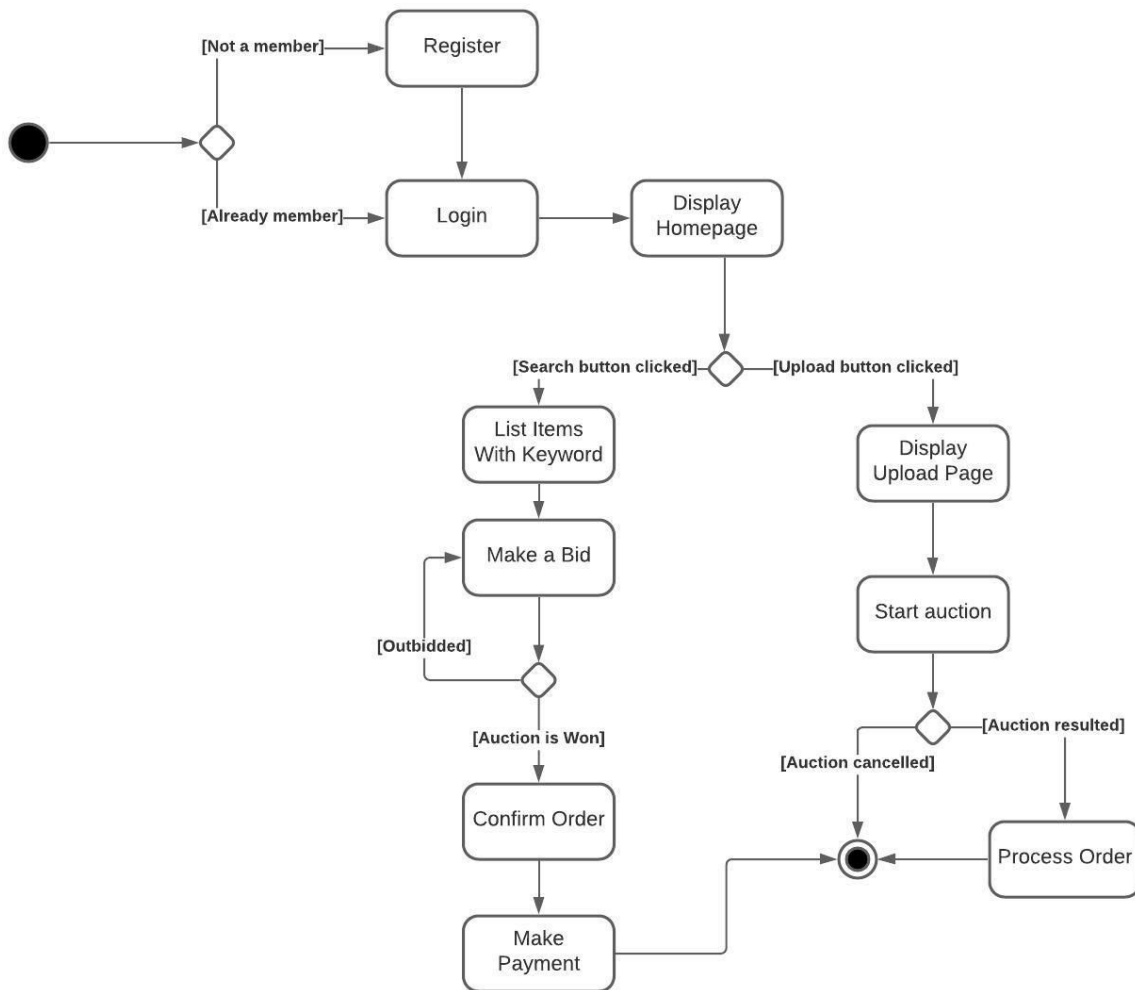 [Not a member]
Register
[Already member]
Login
Display
Homepage
[Search button clicked]
[Upload button clicked]
List Items
With Keyword
Display
Upload Page
Make a Bid
Start auction
[Outbidded]
[Auction is Won]
[Auction resulted]
[Auction cancelled]
Confirm Order
Process Order
Make
Payment